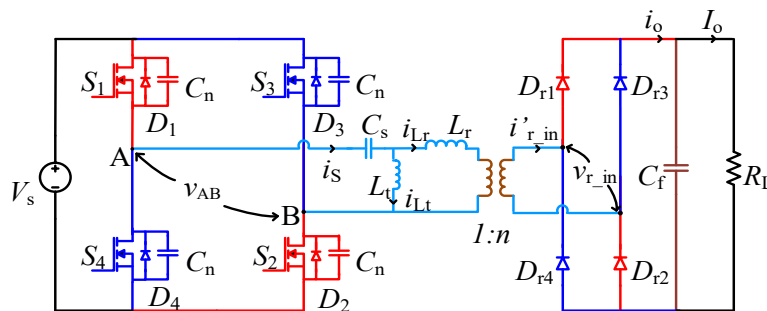 i_o I_o
S_1 C_n S_3 C_n D_r1 D_r3
D_1 D_3 C_s i_Lr L_r i'_r_in
A
V_s v_AB i_S L_t i_Lt v_r_in C_f R_L
B
1:n
S_4 C_n S_2 C_n D_r4 D_r2
D_4 D_2